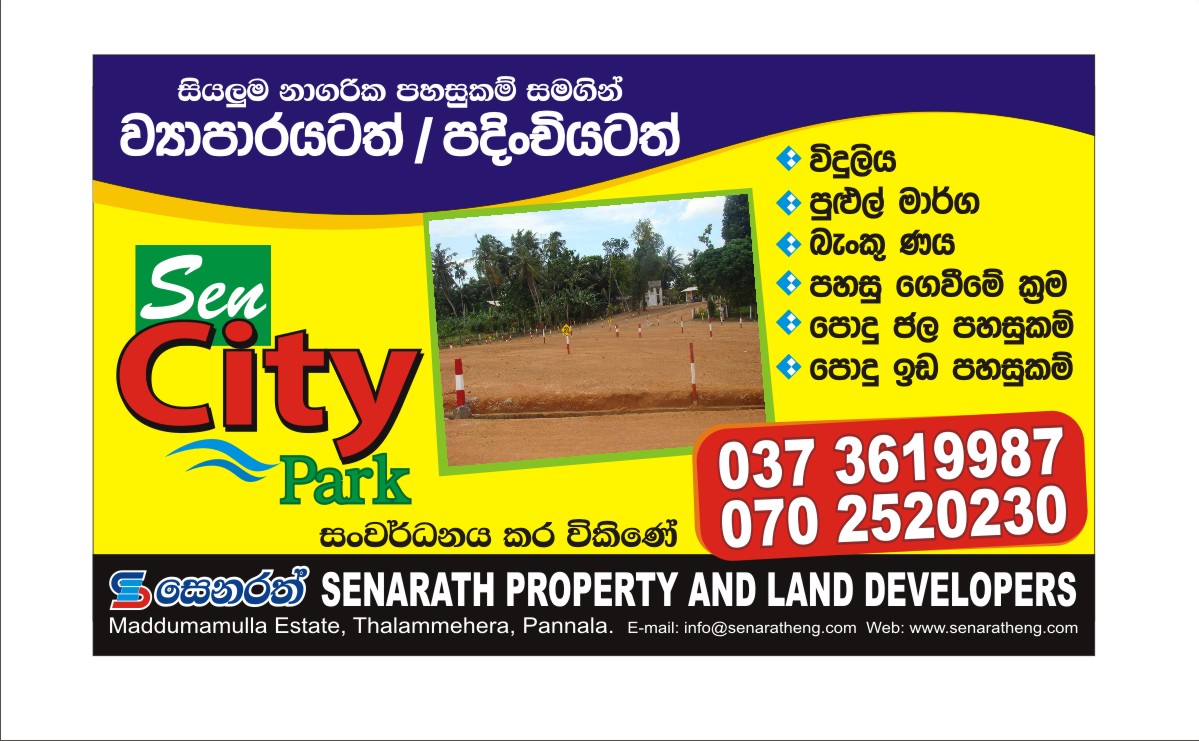 සියලුම නාගරික පහසුකම් සමගින්
ව්‍යාපාරයටත් / පදිංචියටත්
විදුලිය
පුළුල් මාර්ග
බැංකු ණය
පහසු ගෙවීමේ ක්‍රම
පොදු ජල පහසුකම්
පොදු ඉඩ පහසුකම්
Sen
City
Park
037 3619987
070 2520230
සංවර්ධනය කර විකිණේ
සෙනරත් SENARATH PROPERTY AND LAND DEVELOPERS
Maddumamulla Estate, Thalammehera, Pannala. E-mail: info@senaratheng.com Web: www.senaratheng.com